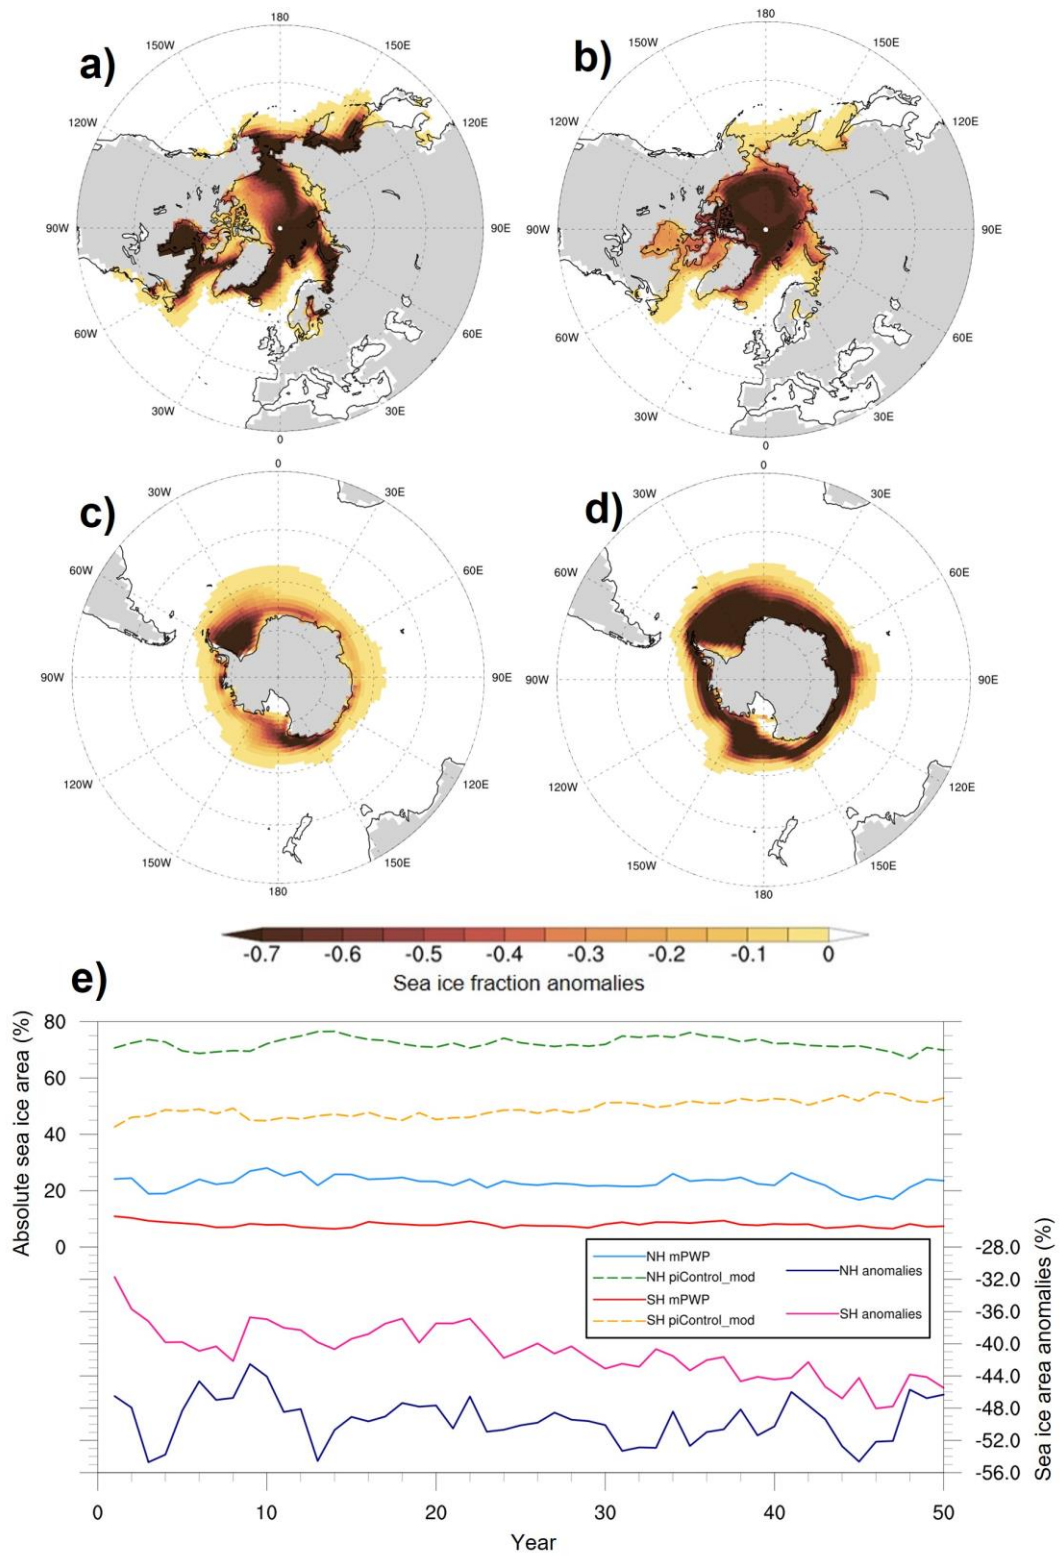 180
180
a)
b)
150W
150E
150W
150E
120W
120E
120W
120E
90W
90E
90W
90E
60W
60E
60W
60E
30W
30E
30W
30E
0
0
0
0
c)
d)
30W
30E
30W
30E
60W
60E
60W
60E
90W
90E
90W
90E
120W
120E
120W
120E
150W
150E
150W
150E
180
180
-0.7 -0.6 -0.5 -0.4 -0.3 -0.2 -0.1 0
Sea ice fraction anomalies
e)
Absolute sea ice area (%)
80
60
40
20
0
-28.0
-32.0
-36.0
-40.0
-44.0
-48.0
-52.0
-56.0
Sea ice area anomalies (%)
NH mPWP
NH piControl_mod
SH mPWP
SH piControl_mod
NH anomalies
SH anomalies
0 10 20 30 40 50
Year